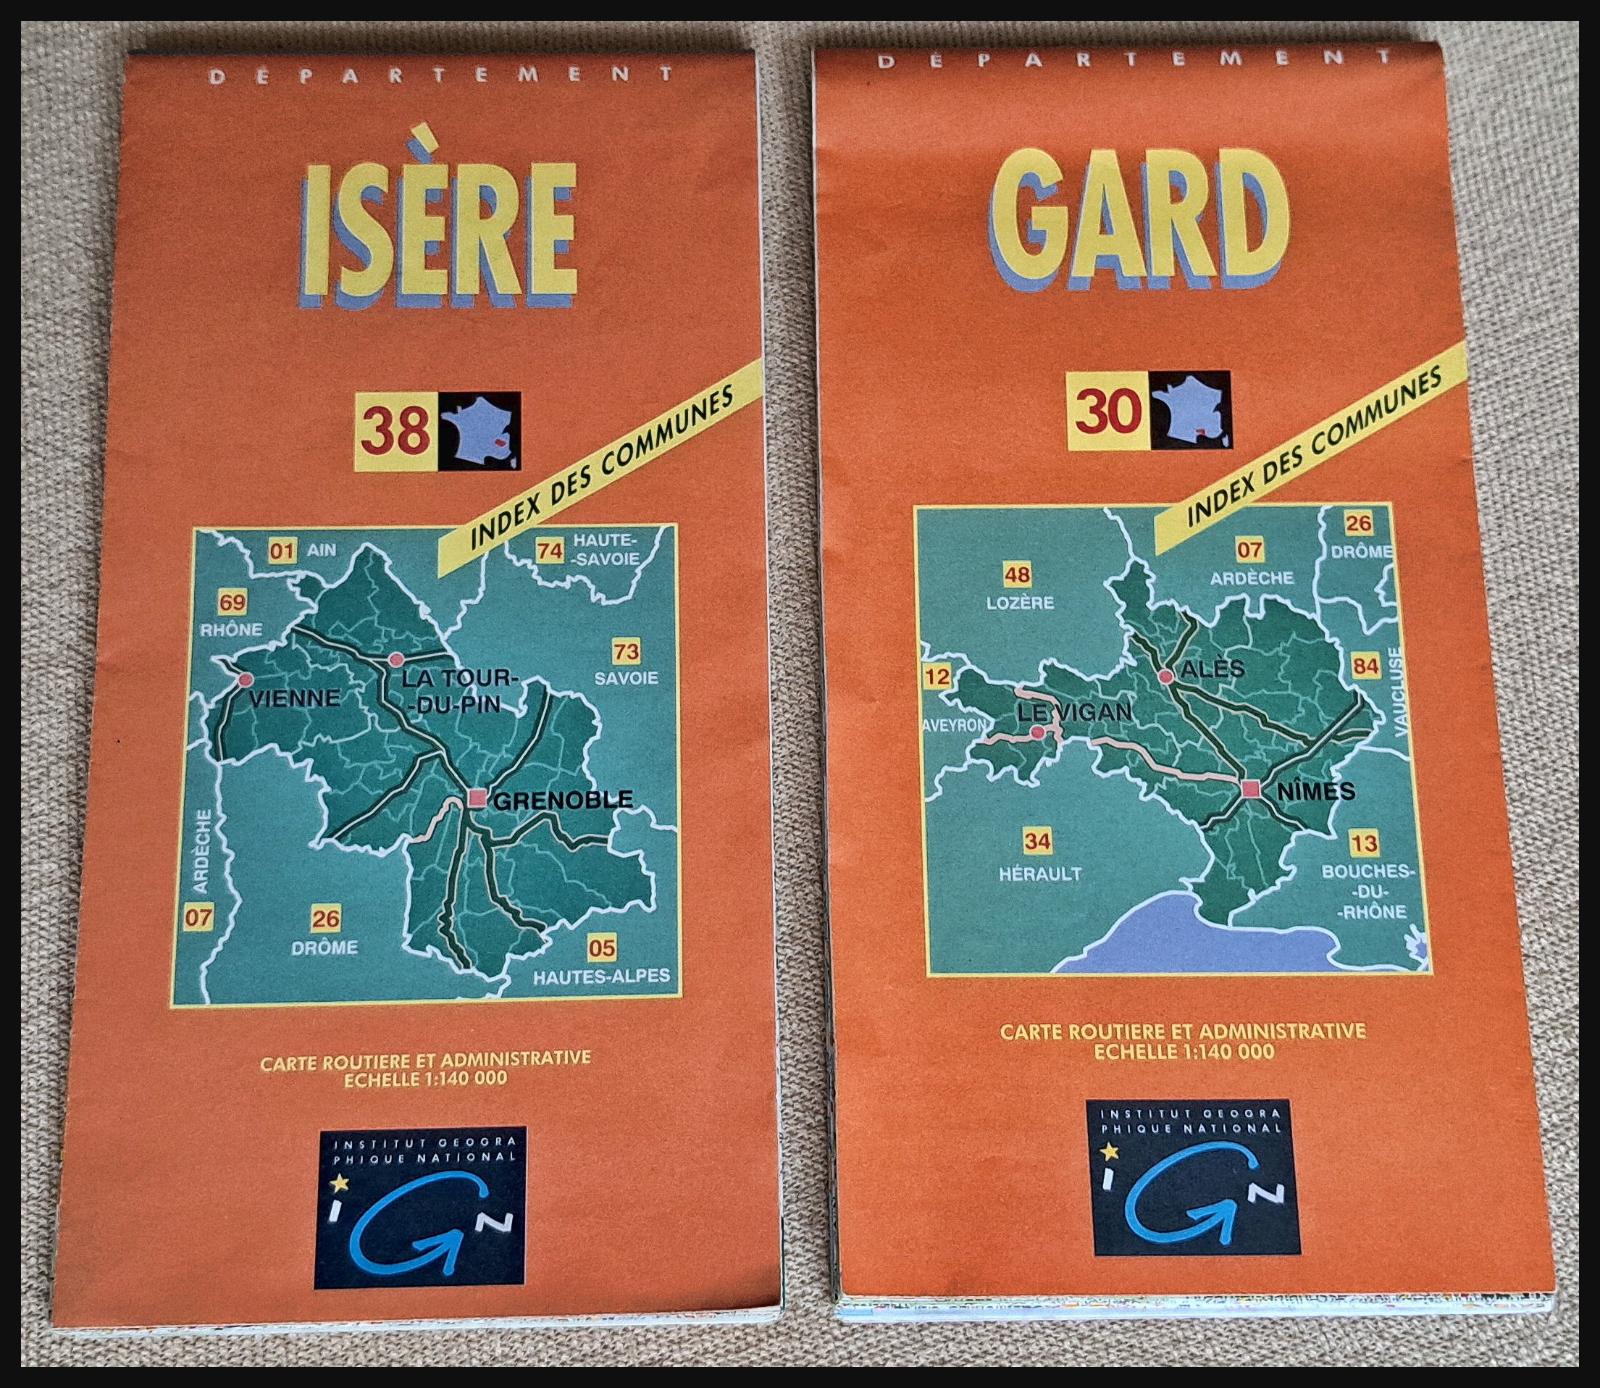 DÉPARTEMENT
ISÈRE
38
INDEX DES COMMUNES
01 AIN
74 HAUTE-
-SAVOIE
69
RHÔNE
73
SAVOIE
VIENNE
LA TOUR-
-DU-PIN
GRENOBLE
ARDÈCHE
07
26
DRÔME
05
HAUTES-ALPES
CARTE ROUTIERE ET ADMINISTRATIVE
ECHELLE 1:140 000
INSTITUT GEOGRA
PHIQUE NATIONAL
IGN
DÉPARTEMENT
GARD
30
INDEX DES COMMUNES
26
DRÔME
07
ARDÈCHE
48
LOZÈRE
12
AVEYRON
84
VAUCLUSE
ALÈS
LE VIGAN
NÎMES
34
HÉRAULT
13
BOUCHES-
-DU-
-RHÔNE
CARTE ROUTIERE ET ADMINISTRATIVE
ECHELLE 1:140 000
INSTITUT GEOGRA
PHIQUE NATIONAL
IGN